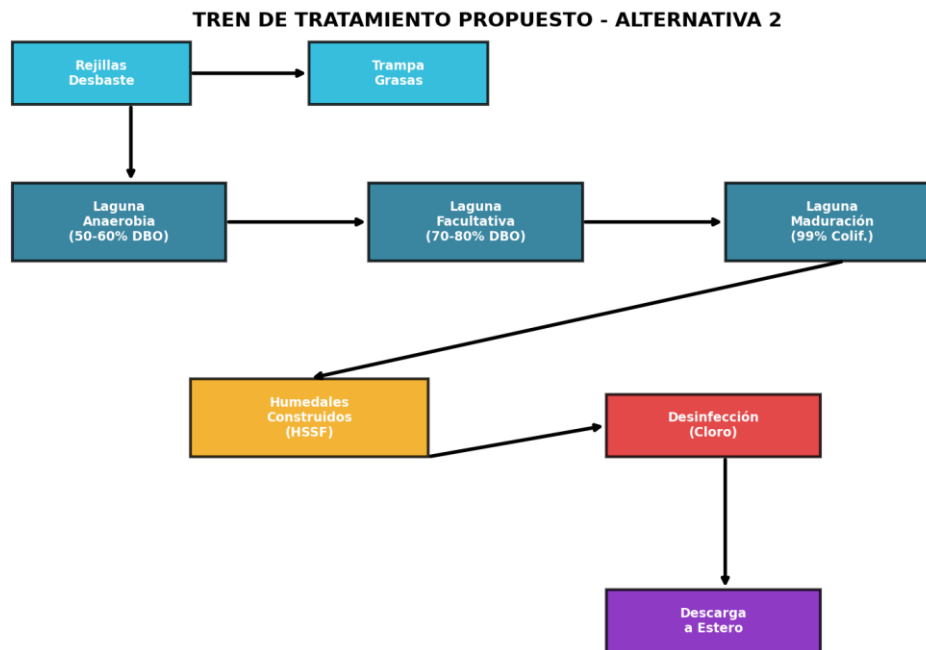 TREN DE TRATAMIENTO PROPUESTO - ALTERNATIVA 2
Rejillas
Desbaste
Trampa
Grasas
Laguna
Anaerobia
(50-60% DBO)
Laguna
Facultativa
(70-80% DBO)
Laguna
Maduración
(99% Colif.)
Humedales
Construidos
(HSSF)
Desinfección
(Cloro)
Descarga
a Estero